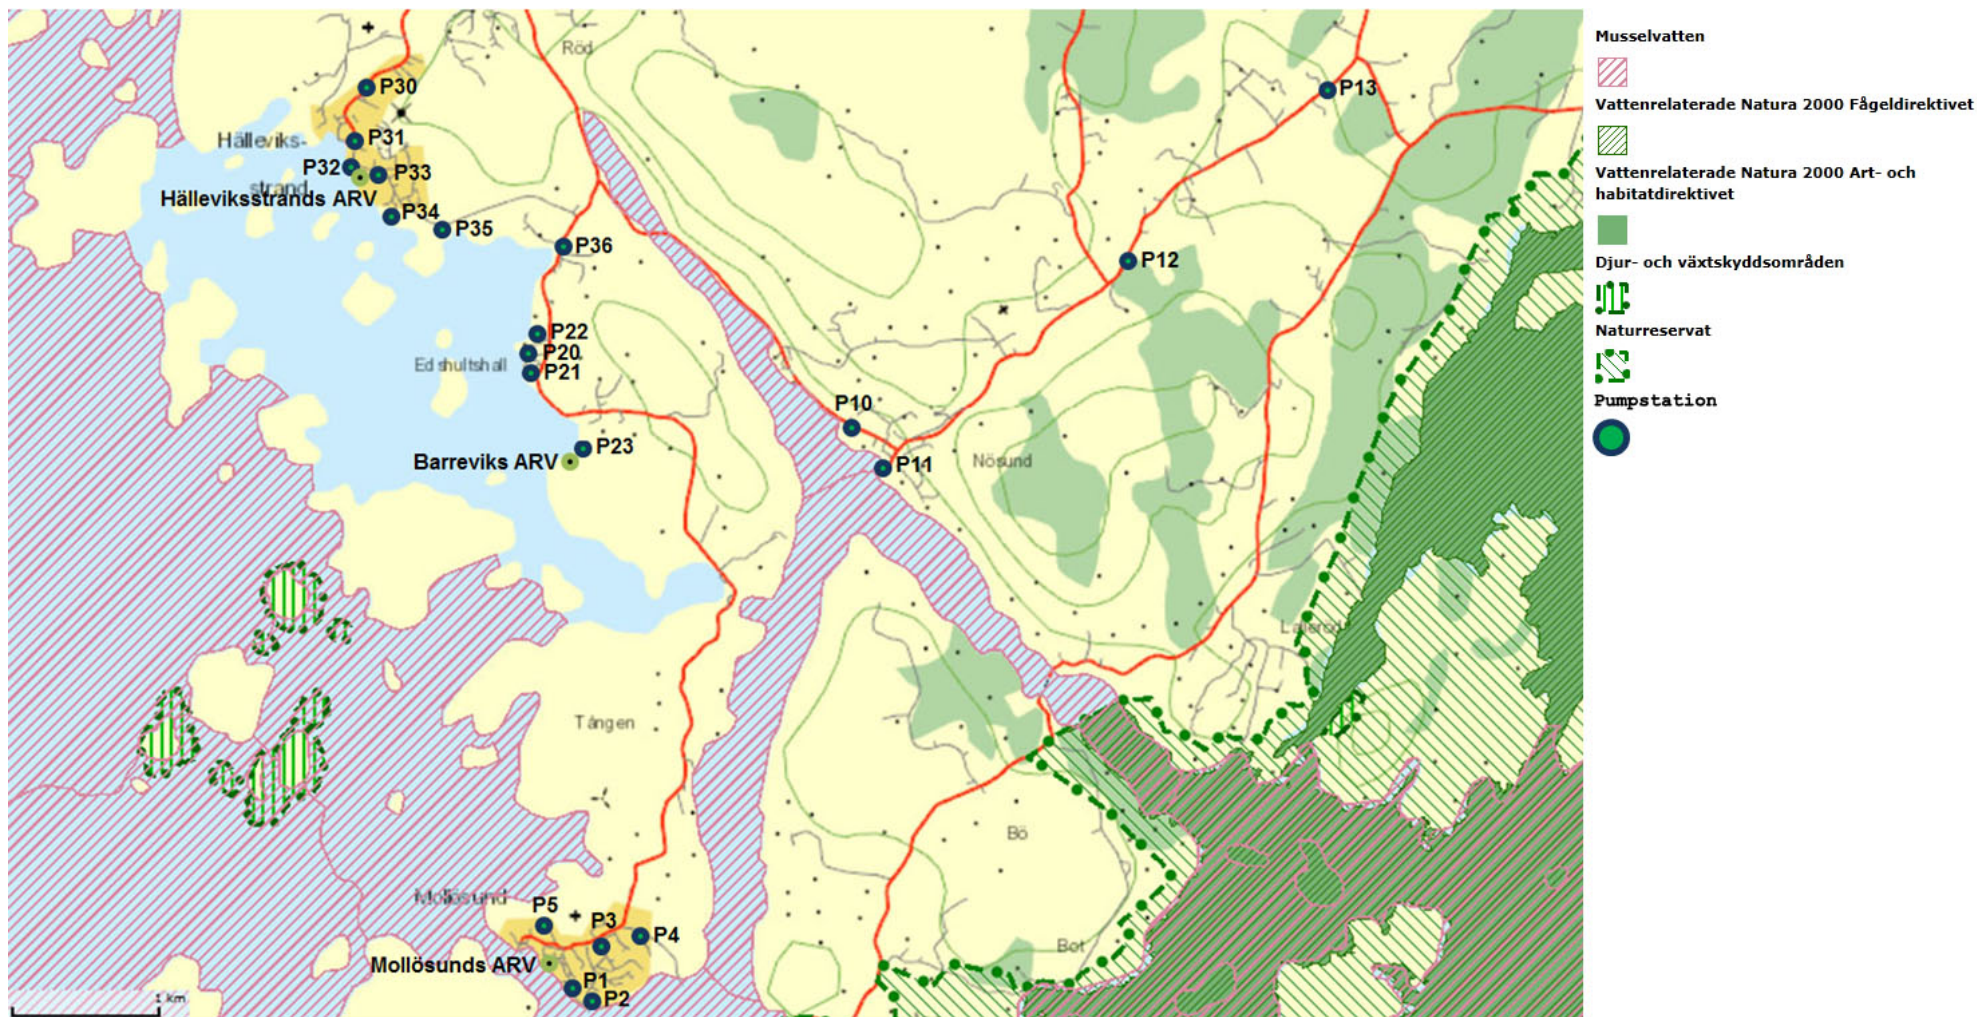 Röd
P30
P13
Hälleviks-
strand
P31
P32
P33
Hälleviksstrands ARV
P34
P35
P36
P12
P22
P20
Edshultshall
P21
P10
P23
Barreviks ARV
P11
Nösund
Laveröd
Tången
Bö
Mollösund
P5
P3
P4
Bot
Mollösunds ARV
P1
P2
1 km
Musselvatten
Vattenrelaterade Natura 2000 Fågeldirektivet
Vattenrelaterade Natura 2000 Art- och
habitatdirektivet
Djur- och växtskyddsområden
Naturreservat
Pumpstation